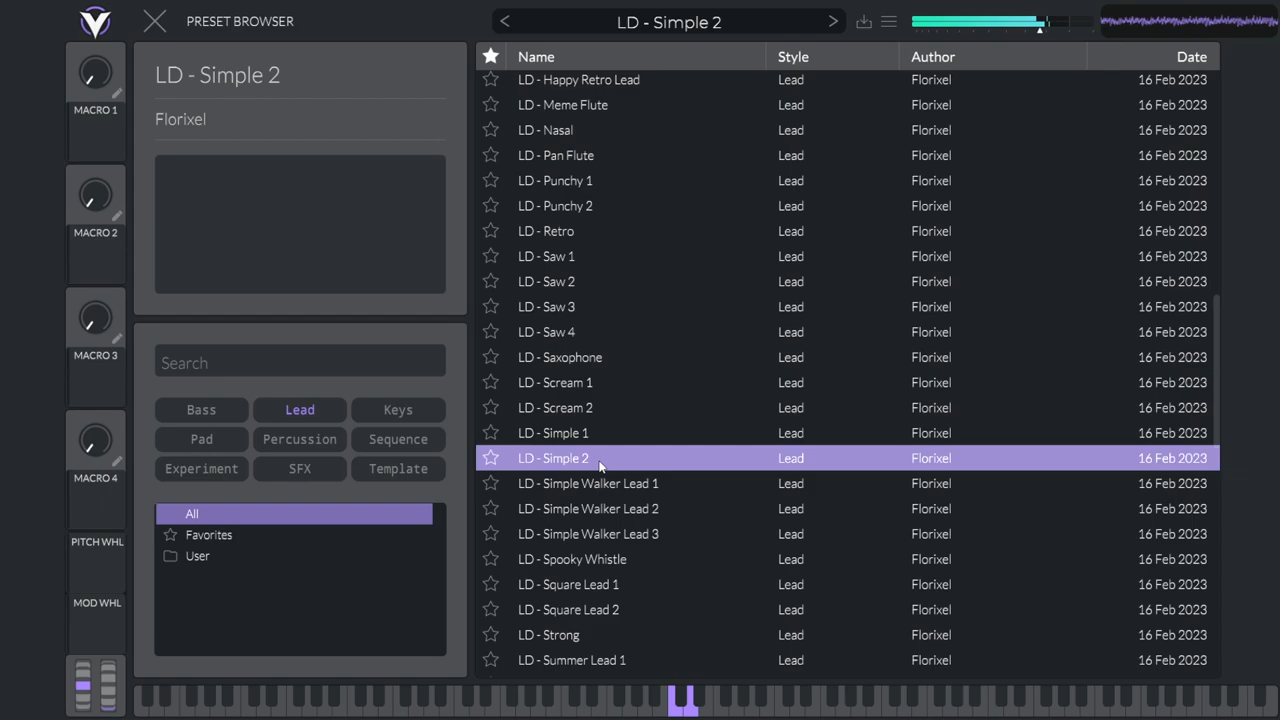 PRESET BROWSER
LD - Simple 2
MACRO 1
MACRO 2
MACRO 3
MACRO 4
PITCH WHL
MOD WHL
LD - Simple 2
Florixel
Search
Bass Lead Keys
Pad Percussion Sequence
Experiment SFX Template
All
Favorites
User
Name Style Author Date
LD - Happy Retro Lead Lead Florixel 16 Feb 2023
LD - Meme Flute Lead Florixel 16 Feb 2023
LD - Nasal Lead Florixel 16 Feb 2023
LD - Pan Flute Lead Florixel 16 Feb 2023
LD - Punchy 1 Lead Florixel 16 Feb 2023
LD - Punchy 2 Lead Florixel 16 Feb 2023
LD - Retro Lead Florixel 16 Feb 2023
LD - Saw 1 Lead Florixel 16 Feb 2023
LD - Saw 2 Lead Florixel 16 Feb 2023
LD - Saw 3 Lead Florixel 16 Feb 2023
LD - Saw 4 Lead Florixel 16 Feb 2023
LD - Saxophone Lead Florixel 16 Feb 2023
LD - Scream 1 Lead Florixel 16 Feb 2023
LD - Scream 2 Lead Florixel 16 Feb 2023
LD - Simple 1 Lead Florixel 16 Feb 2023
LD - Simple 2 Lead Florixel 16 Feb 2023
LD - Simple Walker Lead 1 Lead Florixel 16 Feb 2023
LD - Simple Walker Lead 2 Lead Florixel 16 Feb 2023
LD - Simple Walker Lead 3 Lead Florixel 16 Feb 2023
LD - Spooky Whistle Lead Florixel 16 Feb 2023
LD - Square Lead 1 Lead Florixel 16 Feb 2023
LD - Square Lead 2 Lead Florixel 16 Feb 2023
LD - Strong Lead Florixel 16 Feb 2023
LD - Summer Lead 1 Lead Florixel 16 Feb 2023